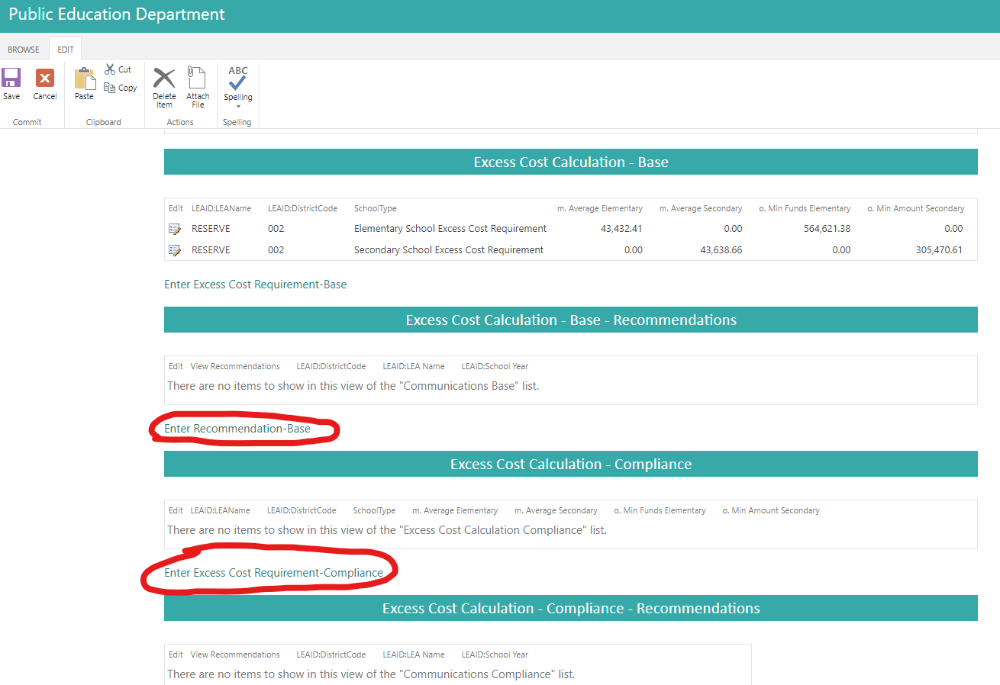 Public Education Department
BROWSE EDIT
Save Cancel Paste Cut Copy Delete Item Attach File ABC Spelling
Commit Clipboard Actions Spelling
Excess Cost Calculation - Base
Edit LEAID:LEAName LEAID:DistrictCode SchoolType m. Average Elementary m. Average Secondary o. Min Funds Elementary o. Min Amount Secondary
RESERVE 002 Elementary School Excess Cost Requirement 43,432.41 0.00 564,621.38 0.00
RESERVE 002 Secondary School Excess Cost Requirement 0.00 43,638.66 0.00 305,470.61
Enter Excess Cost Requirement-Base
Excess Cost Calculation - Base - Recommendations
Edit View Recommendations LEAID:DistrictCode LEAID:LEA Name LEAID:School Year
There are no items to show in this view of the "Communications Base" list.
Enter Recommendation-Base
Excess Cost Calculation - Compliance
Edit LEAID:LEAName LEAID:DistrictCode SchoolType m. Average Elementary m. Average Secondary o. Min Funds Elementary o. Min Amount Secondary
There are no items to show in this view of the "Excess Cost Calculation Compliance" list.
Enter Excess Cost Requirement-Compliance
Excess Cost Calculation - Compliance - Recommendations
Edit View Recommendations LEAID:DistrictCode LEAID:LEA Name LEAID:School Year
There are no items to show in this view of the "Communications Compliance" list.